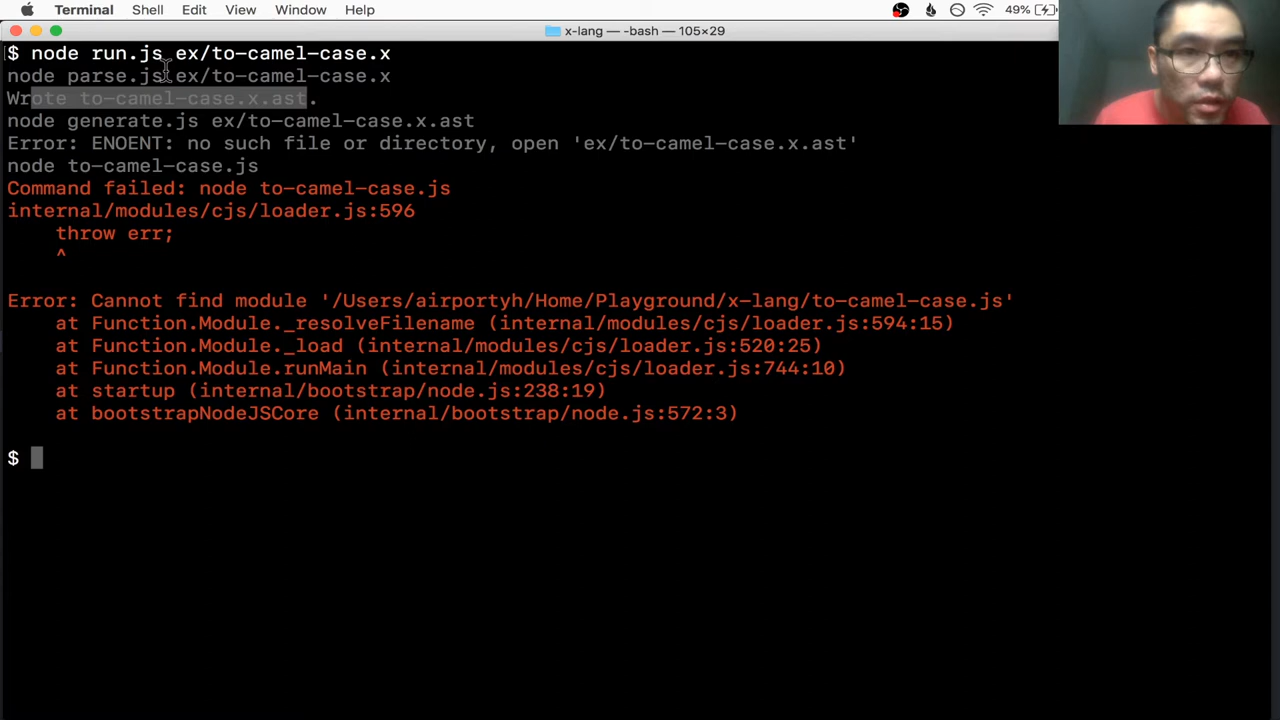 Terminal Shell Edit View Window Help 49%
x-lang — -bash — 105×29
$ node run.js ex/to-camel-case.x
node parse.js ex/to-camel-case.x
Wrote to-camel-case.x.ast.
node generate.js ex/to-camel-case.x.ast
Error: ENOENT: no such file or directory, open 'ex/to-camel-case.x.ast'
node to-camel-case.js
Command failed: node to-camel-case.js
internal/modules/cjs/loader.js:596
throw err;
^
Error: Cannot find module '/Users/airportyh/Home/Playground/x-lang/to-camel-case.js'
at Function.Module._resolveFilename (internal/modules/cjs/loader.js:594:15)
at Function.Module._load (internal/modules/cjs/loader.js:520:25)
at Function.Module.runMain (internal/modules/cjs/loader.js:744:10)
at startup (internal/bootstrap/node.js:238:19)
at bootstrapNodeJSCore (internal/bootstrap/node.js:572:3)
$